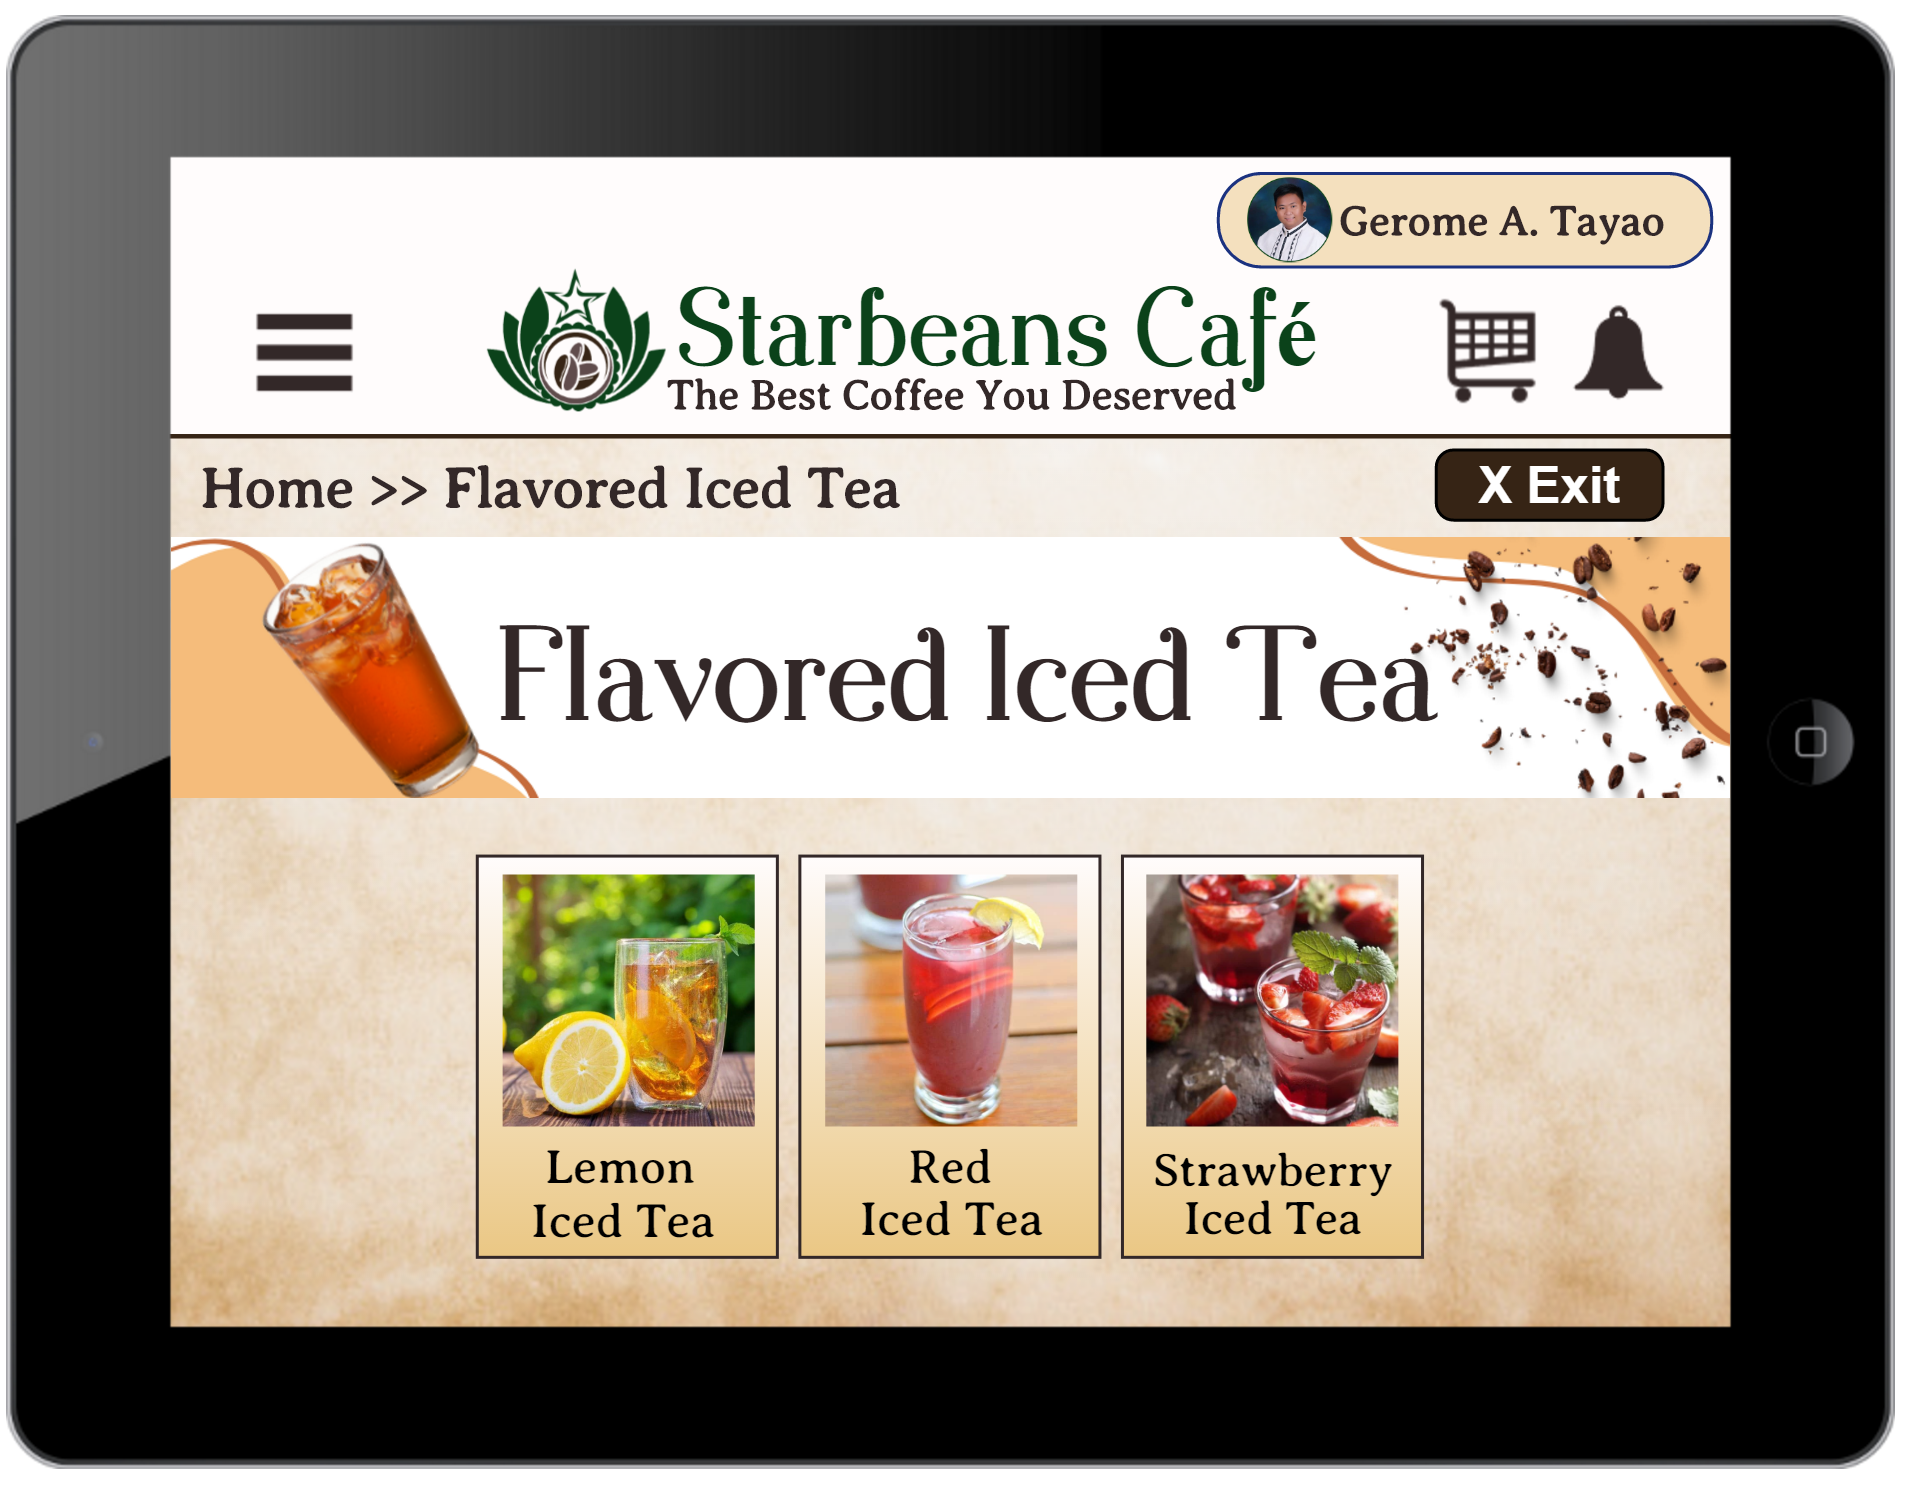 Gerome A. Tayao
Starbeans Café
The Best Coffee You Deserved
Home >> Flavored Iced Tea
X Exit
Flavored Iced Tea
Lemon
Iced Tea
Red
Iced Tea
Strawberry
Iced Tea